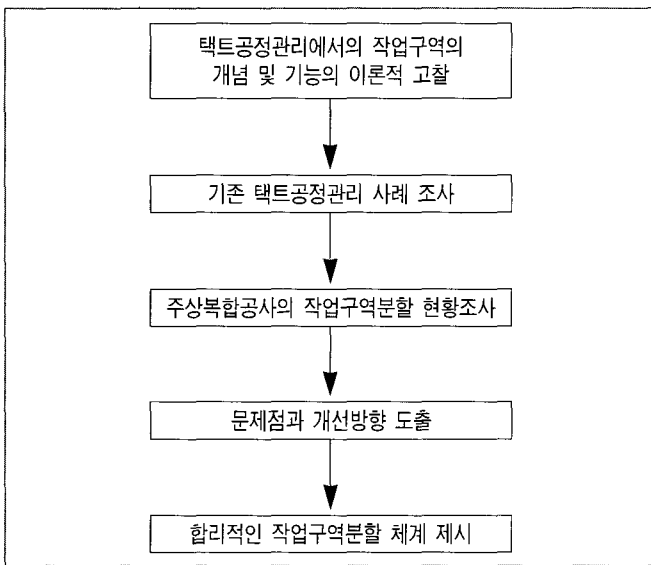 택트공정관리에서의 작업구역의
개념 및 기능의 이론적 고찰
기존 택트공정관리 사례 조사
주상복합공사의 작업구역분할 현황조사
문제점과 개선방향 도출
합리적인 작업구역분할 체계 제시